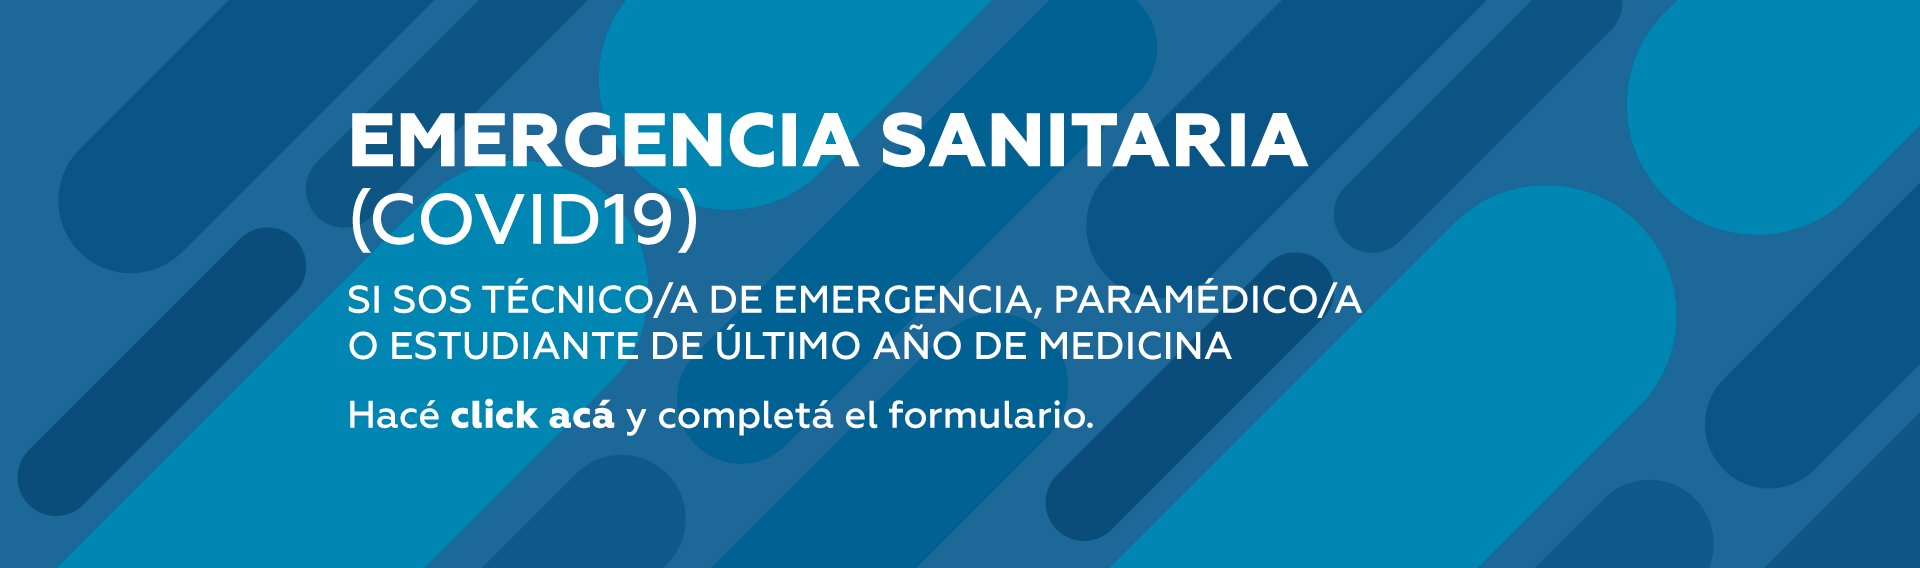 EMERGENCIA SANITARIA
(COVID19)
SI SOS TÉCNICO/A DE EMERGENCIA, PARAMÉDICO/A
O ESTUDIANTE DE ÚLTIMO AÑO DE MEDICINA
Hacé click acá y completá el formulario.